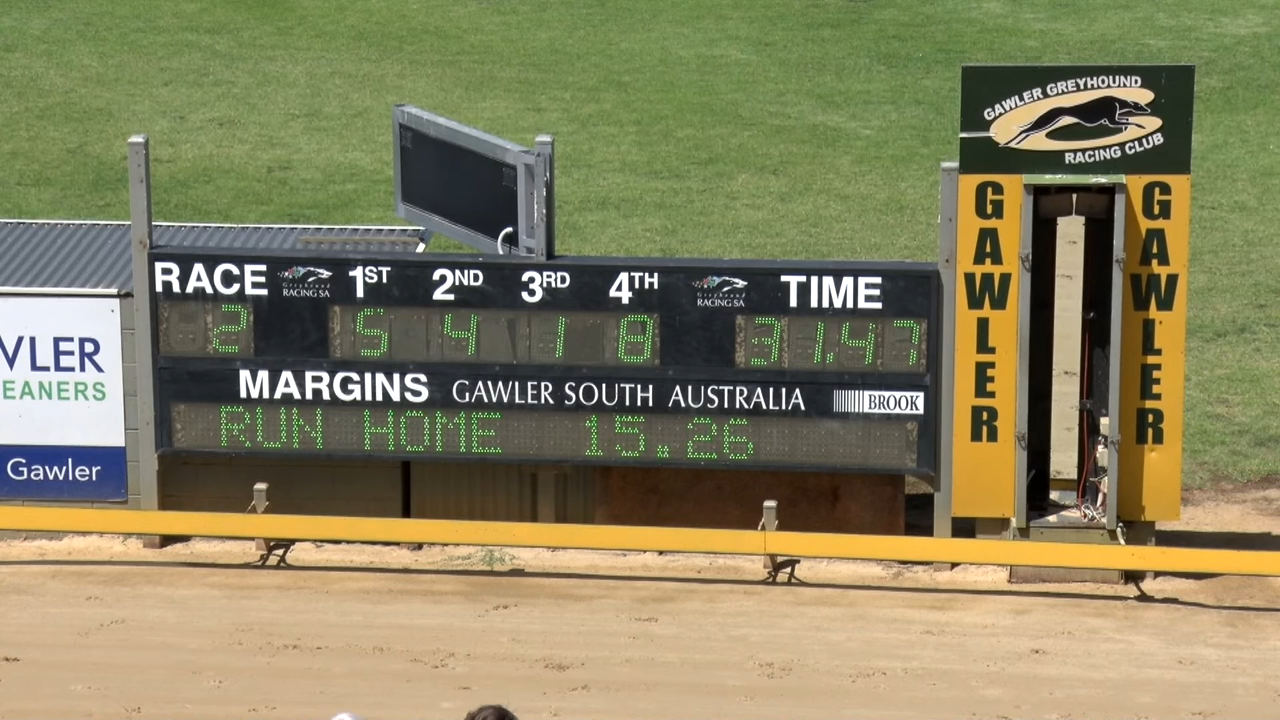 GAWLER GREYHOUND
RACING CLUB
GAWLER
GAWLER
RACE
Greyhound
RACING SA
1ST 2ND 3RD 4TH
Greyhound
RACING SA
TIME
2 5 4 1 8 31.47
MARGINS GAWLER SOUTH AUSTRALIA BROOK
RUN HOME 15.26
WLER
EANERS
Gawler